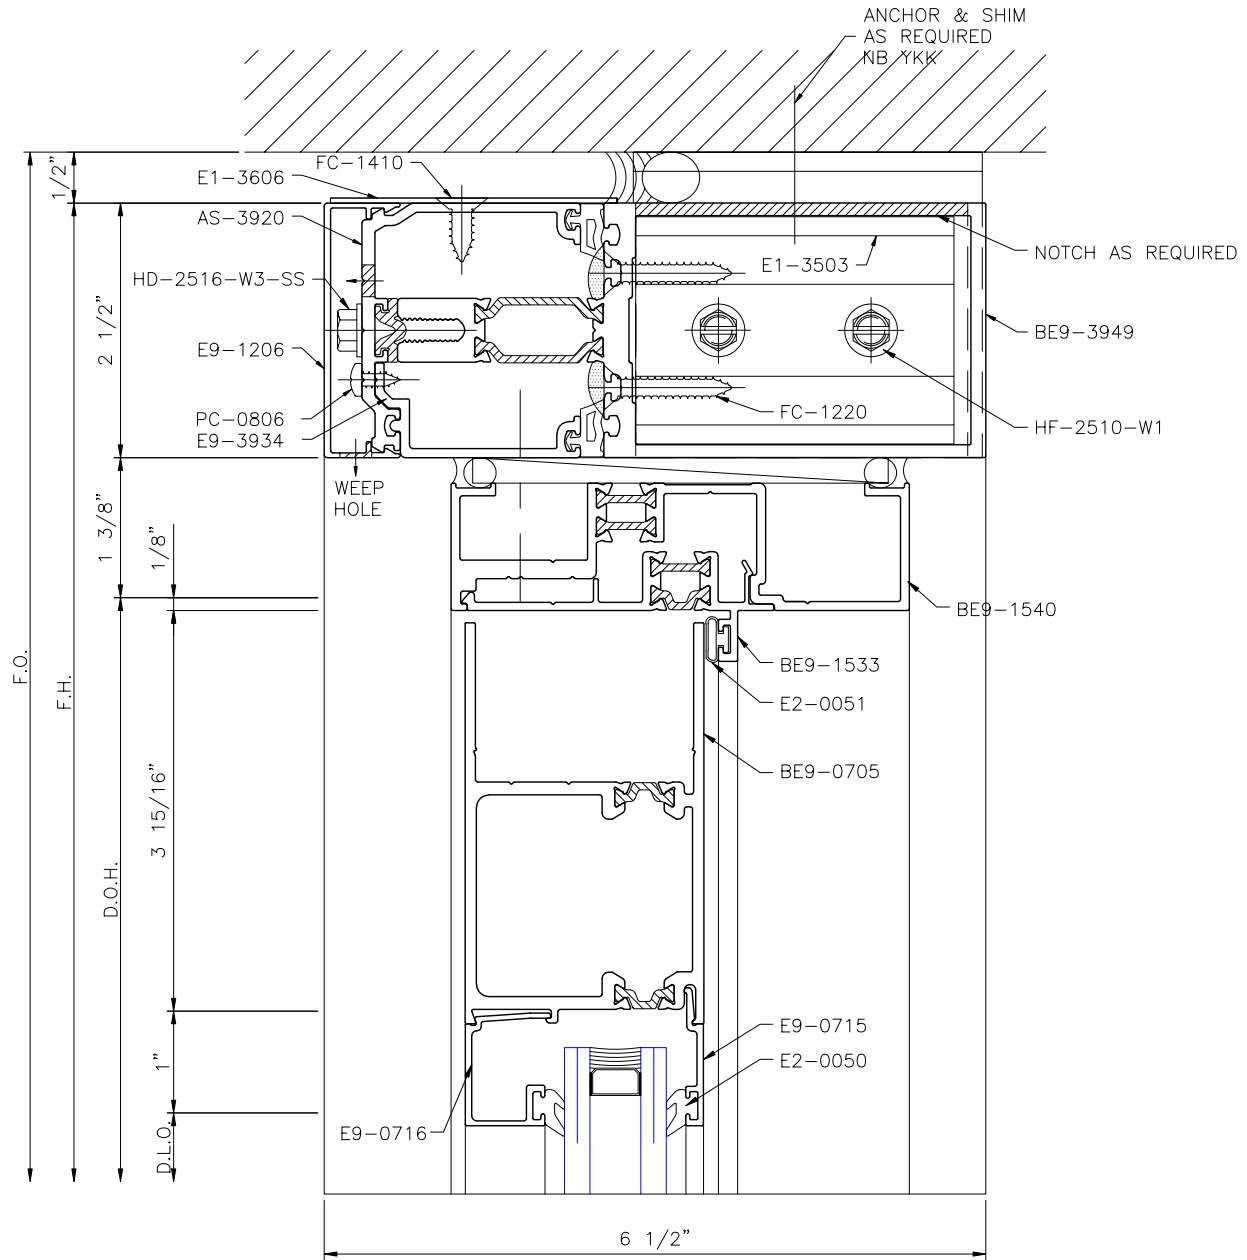 ANCHOR & SHIM
AS REQUIRED
NB YKK
1/2"
FC-1410
E1-3606
AS-3920
HD-2516-W3-SS
NOTCH AS REQUIRED
E1-3503
2 1/2"
BE9-3949
E9-1206
PC-0806
E9-3934
FC-1220
HF-2510-W1
WEEP
HOLE
1 3/8"
1/8"
BE9-1540
F.O.
F.H.
BE9-1533
E2-0051
BE9-0705
3 15/16"
D.O.H.
E9-0715
E2-0050
1"
E9-0716
D.L.O.
6 1/2"